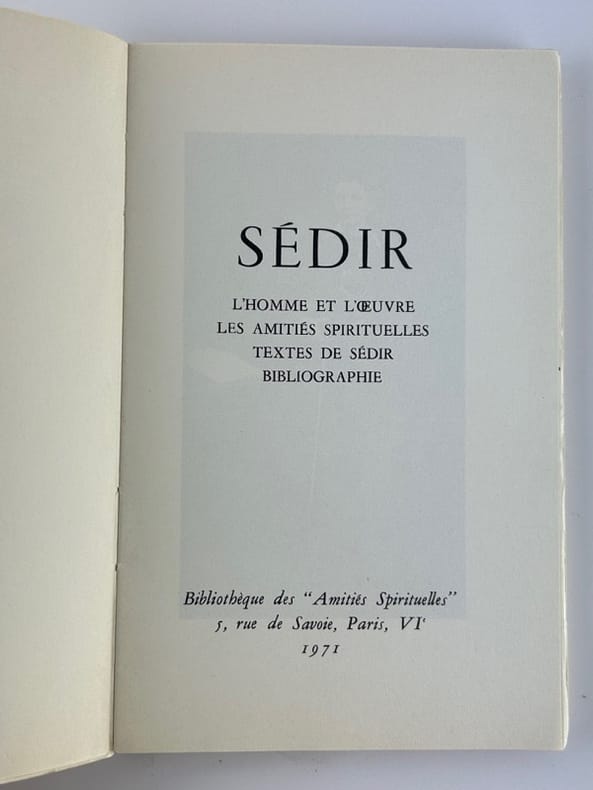 SÉDIR
L'HOMME ET L'ŒUVRE
LES AMITIÉS SPIRITUELLES
TEXTES DE SÉDIR
BIBLIOGRAPHIE
Bibliothèque des "Amitiés Spirituelles"
5, rue de Savoie, Paris, VIᵉ
1971